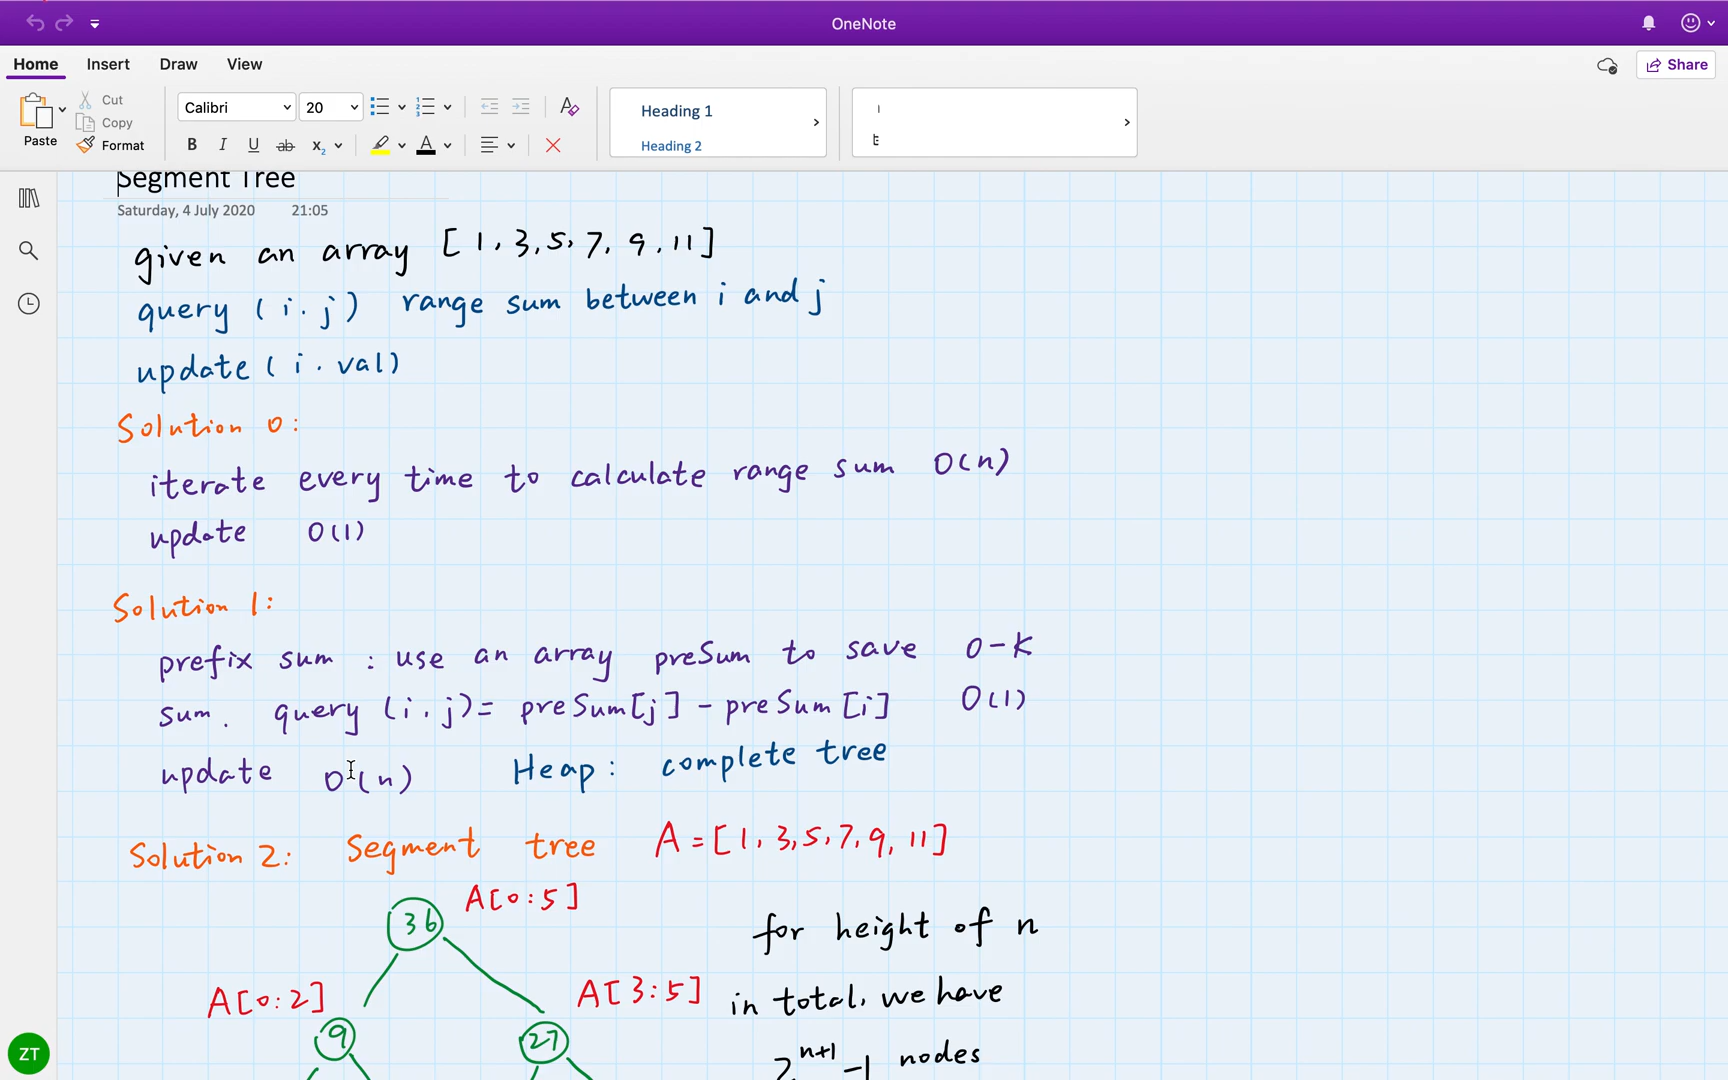 OneNote
Home Insert Draw View
Share
Paste
Cut
Copy
Format
Calibri 20
B I U ab x2 A
Heading 1
Heading 2
Segment Tree
Saturday, 4 July 2020 21:05
given an array [1, 3, 5, 7, 9, 11]
query (i . j) range sum between i and j
update (i . val)
Solution 0:
iterate every time to calculate range sum O(n)
update O(1)
Solution 1:
prefix sum : use an array preSum to save 0-K
sum. query (i . j) = preSum[j] - preSum[i] O(1)
update O(n) Heap: complete tree
Solution 2: Segment tree A = [1, 3, 5, 7, 9, 11]
A[0:5]
36
for height of n
A[0:2] A[3:5] in total, we have
9 27
2^n+1 -1 nodes
ZT